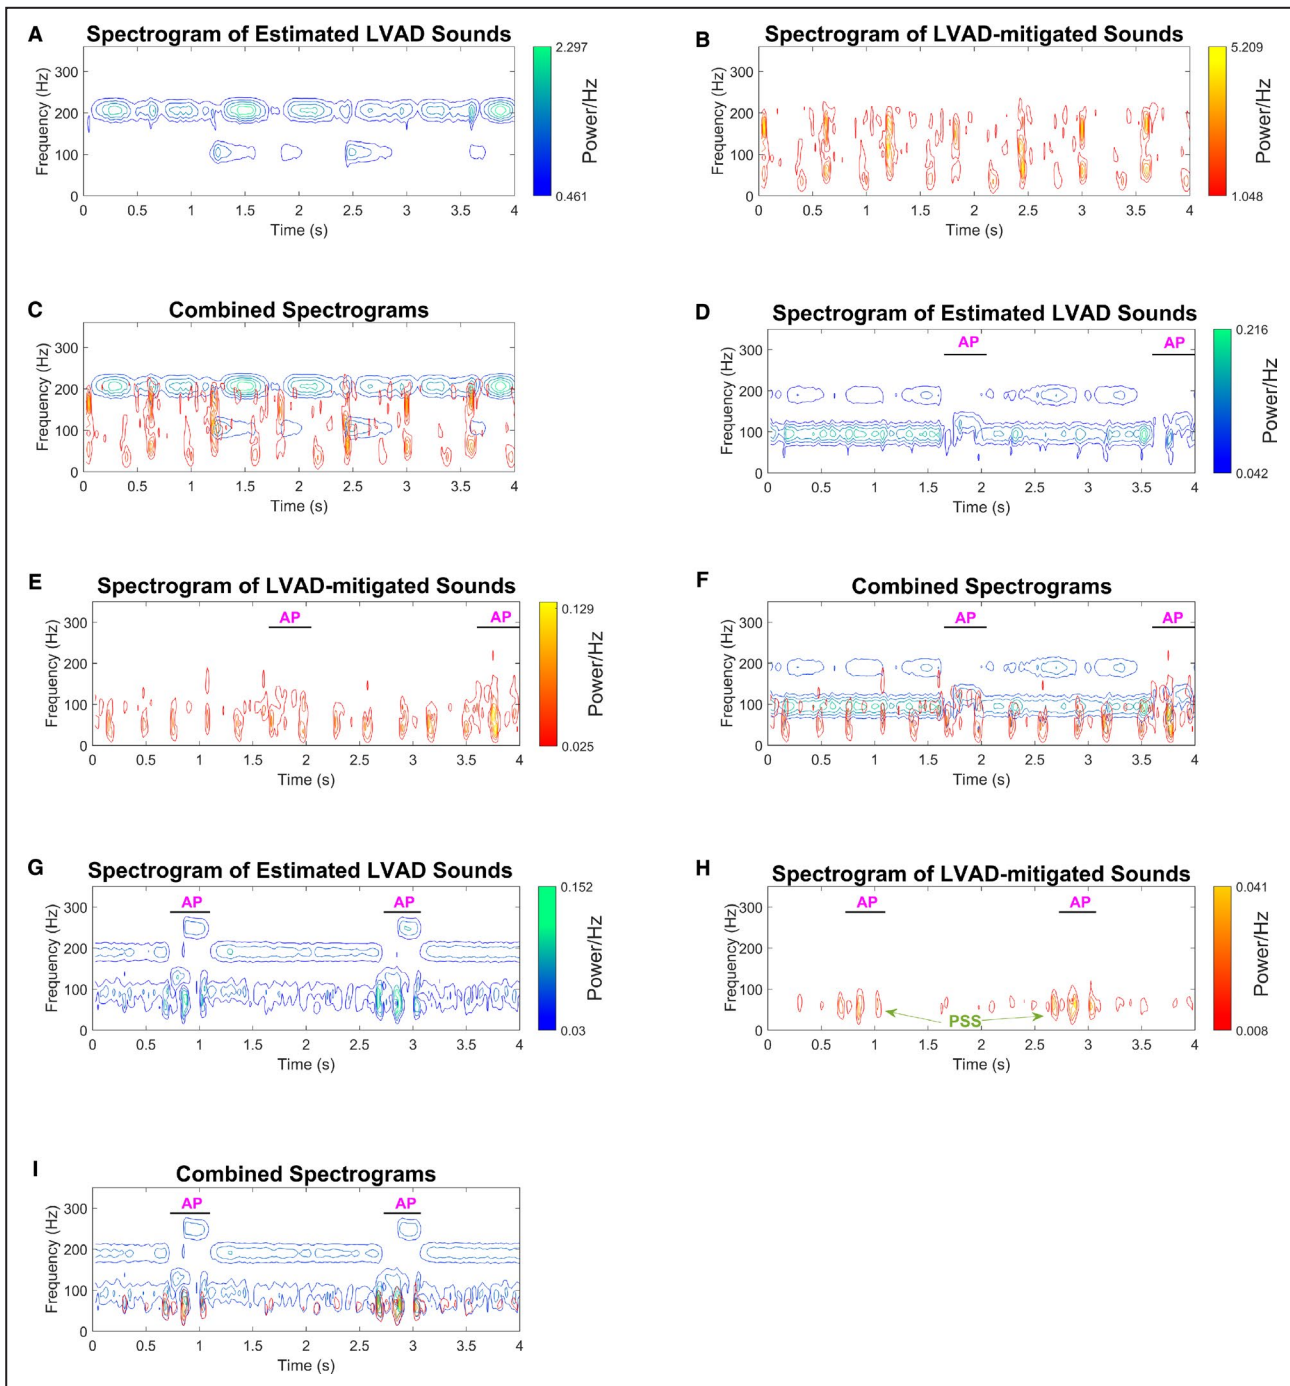 A
Spectrogram of Estimated LVAD Sounds
Frequency (Hz)
300
200
100
0
0 0.5 1 1.5 2 2.5 3 3.5 4
Time (s)
2.297
Power/Hz
0.461
B
Spectrogram of LVAD-mitigated Sounds
Frequency (Hz)
300
200
100
0
0 0.5 1 1.5 2 2.5 3 3.5 4
Time (s)
5.209
Power/Hz
1.048
C
Combined Spectrograms
Frequency (Hz)
300
200
100
0
0 0.5 1 1.5 2 2.5 3 3.5 4
Time (s)
D
Spectrogram of Estimated LVAD Sounds
AP AP
Frequency (Hz)
300
200
100
0
0 0.5 1 1.5 2 2.5 3 3.5 4
Time (s)
0.216
Power/Hz
0.042
E
Spectrogram of LVAD-mitigated Sounds
AP AP
Frequency (Hz)
300
200
100
0
0 0.5 1 1.5 2 2.5 3 3.5 4
Time (s)
0.129
Power/Hz
0.025
F
Combined Spectrograms
AP AP
Frequency (Hz)
300
200
100
0
0 0.5 1 1.5 2 2.5 3 3.5 4
Time (s)
G
Spectrogram of Estimated LVAD Sounds
AP AP
Frequency (Hz)
300
200
100
0
0 0.5 1 1.5 2 2.5 3 3.5 4
Time (s)
0.152
Power/Hz
0.03
H
Spectrogram of LVAD-mitigated Sounds
AP AP
PSS
Frequency (Hz)
300
200
100
0
0 0.5 1 1.5 2 2.5 3 3.5 4
Time (s)
0.041
Power/Hz
0.008
I
Combined Spectrograms
AP AP
Frequency (Hz)
300
200
100
0
0 0.5 1 1.5 2 2.5 3 3.5 4
Time (s)